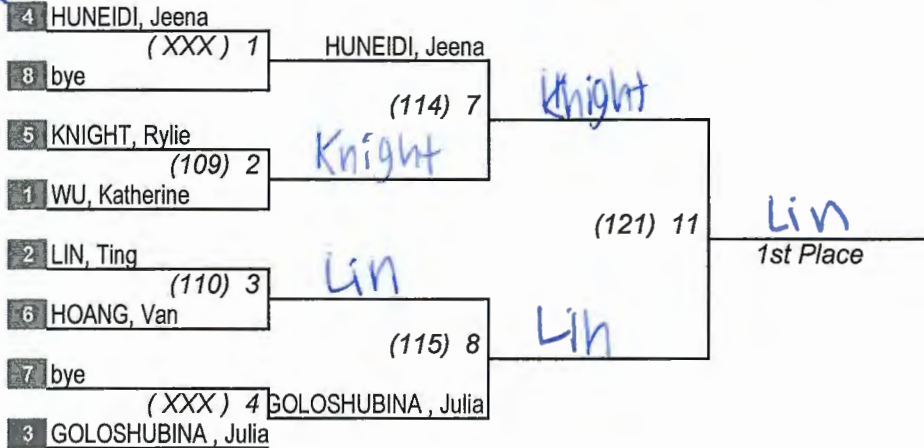 4 HUNEIDI, Jeena
(XXX) 1
HUNEIDI, Jeena
8 bye
(114) 7
Knight
5 KNIGHT, Rylie
(109) 2
Knight
1 WU, Katherine
(121) 11
Lin
1st Place
2 LIN, Ting
(110) 3
Lin
6 HOANG, Van
(115) 8
Lin
7 bye
(XXX) 4
GOLOSHUBINA , Julia
3 GOLOSHUBINA , Julia